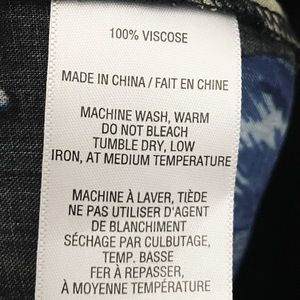 100% VISCOSE
MADE IN CHINA / FAIT EN CHINE
MACHINE WASH, WARM
DO NOT BLEACH
TUMBLE DRY, LOW
IRON, AT MEDIUM TEMPERATURE
MACHINE À LAVER, TIÈDE
NE PAS UTILISER D'AGENT
DE BLANCHIMENT
SÉCHAGE PAR CULBUTAGE,
TEMP. BASSE
FER À REPASSER,
À MOYENNE TEMPÉRATURE